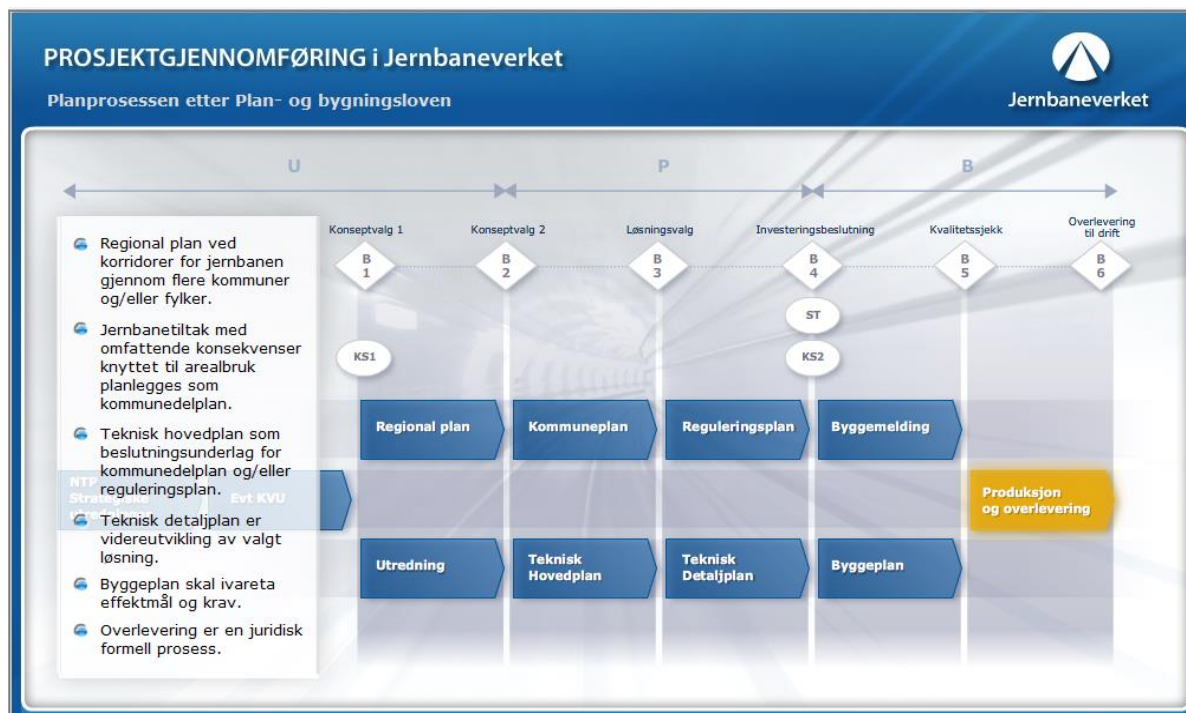 PROSJEKTGJENNOMFØRING i Jernbaneverket
Planprosessen etter Plan- og bygningsloven
Jernbaneverket
U
P
B
Konseptvalg 1
Konseptvalg 2
Løsningsvalg
Investeringsbeslutning
Kvalitetssjekk
Overlevering
til drift
B
1
B
2
B
3
B
4
B
5
B
6
ST
KS1
KS2
Regional plan ved
korridorer for jernbanen
gjennom flere kommuner
og/eller fylker.
Jernbanetiltak med
omfattende konsekvenser
knyttet til arealbruk
planlegges som
kommunedelplan.
Teknisk hovedplan som
beslutningsunderlag for
kommunedelplan og/eller
reguleringsplan.
Teknisk detaljplan er
videreutvikling av valgt
løsning.
Byggeplan skal ivareta
effektmål og krav.
Overlevering er en juridisk
formell prosess.
Regional plan
Kommuneplan
Reguleringsplan
Byggemelding
NTP
Evt KVU
Produksjon
og overlevering
Utredning
Teknisk
Hovedplan
Teknisk
Detaljplan
Byggeplan